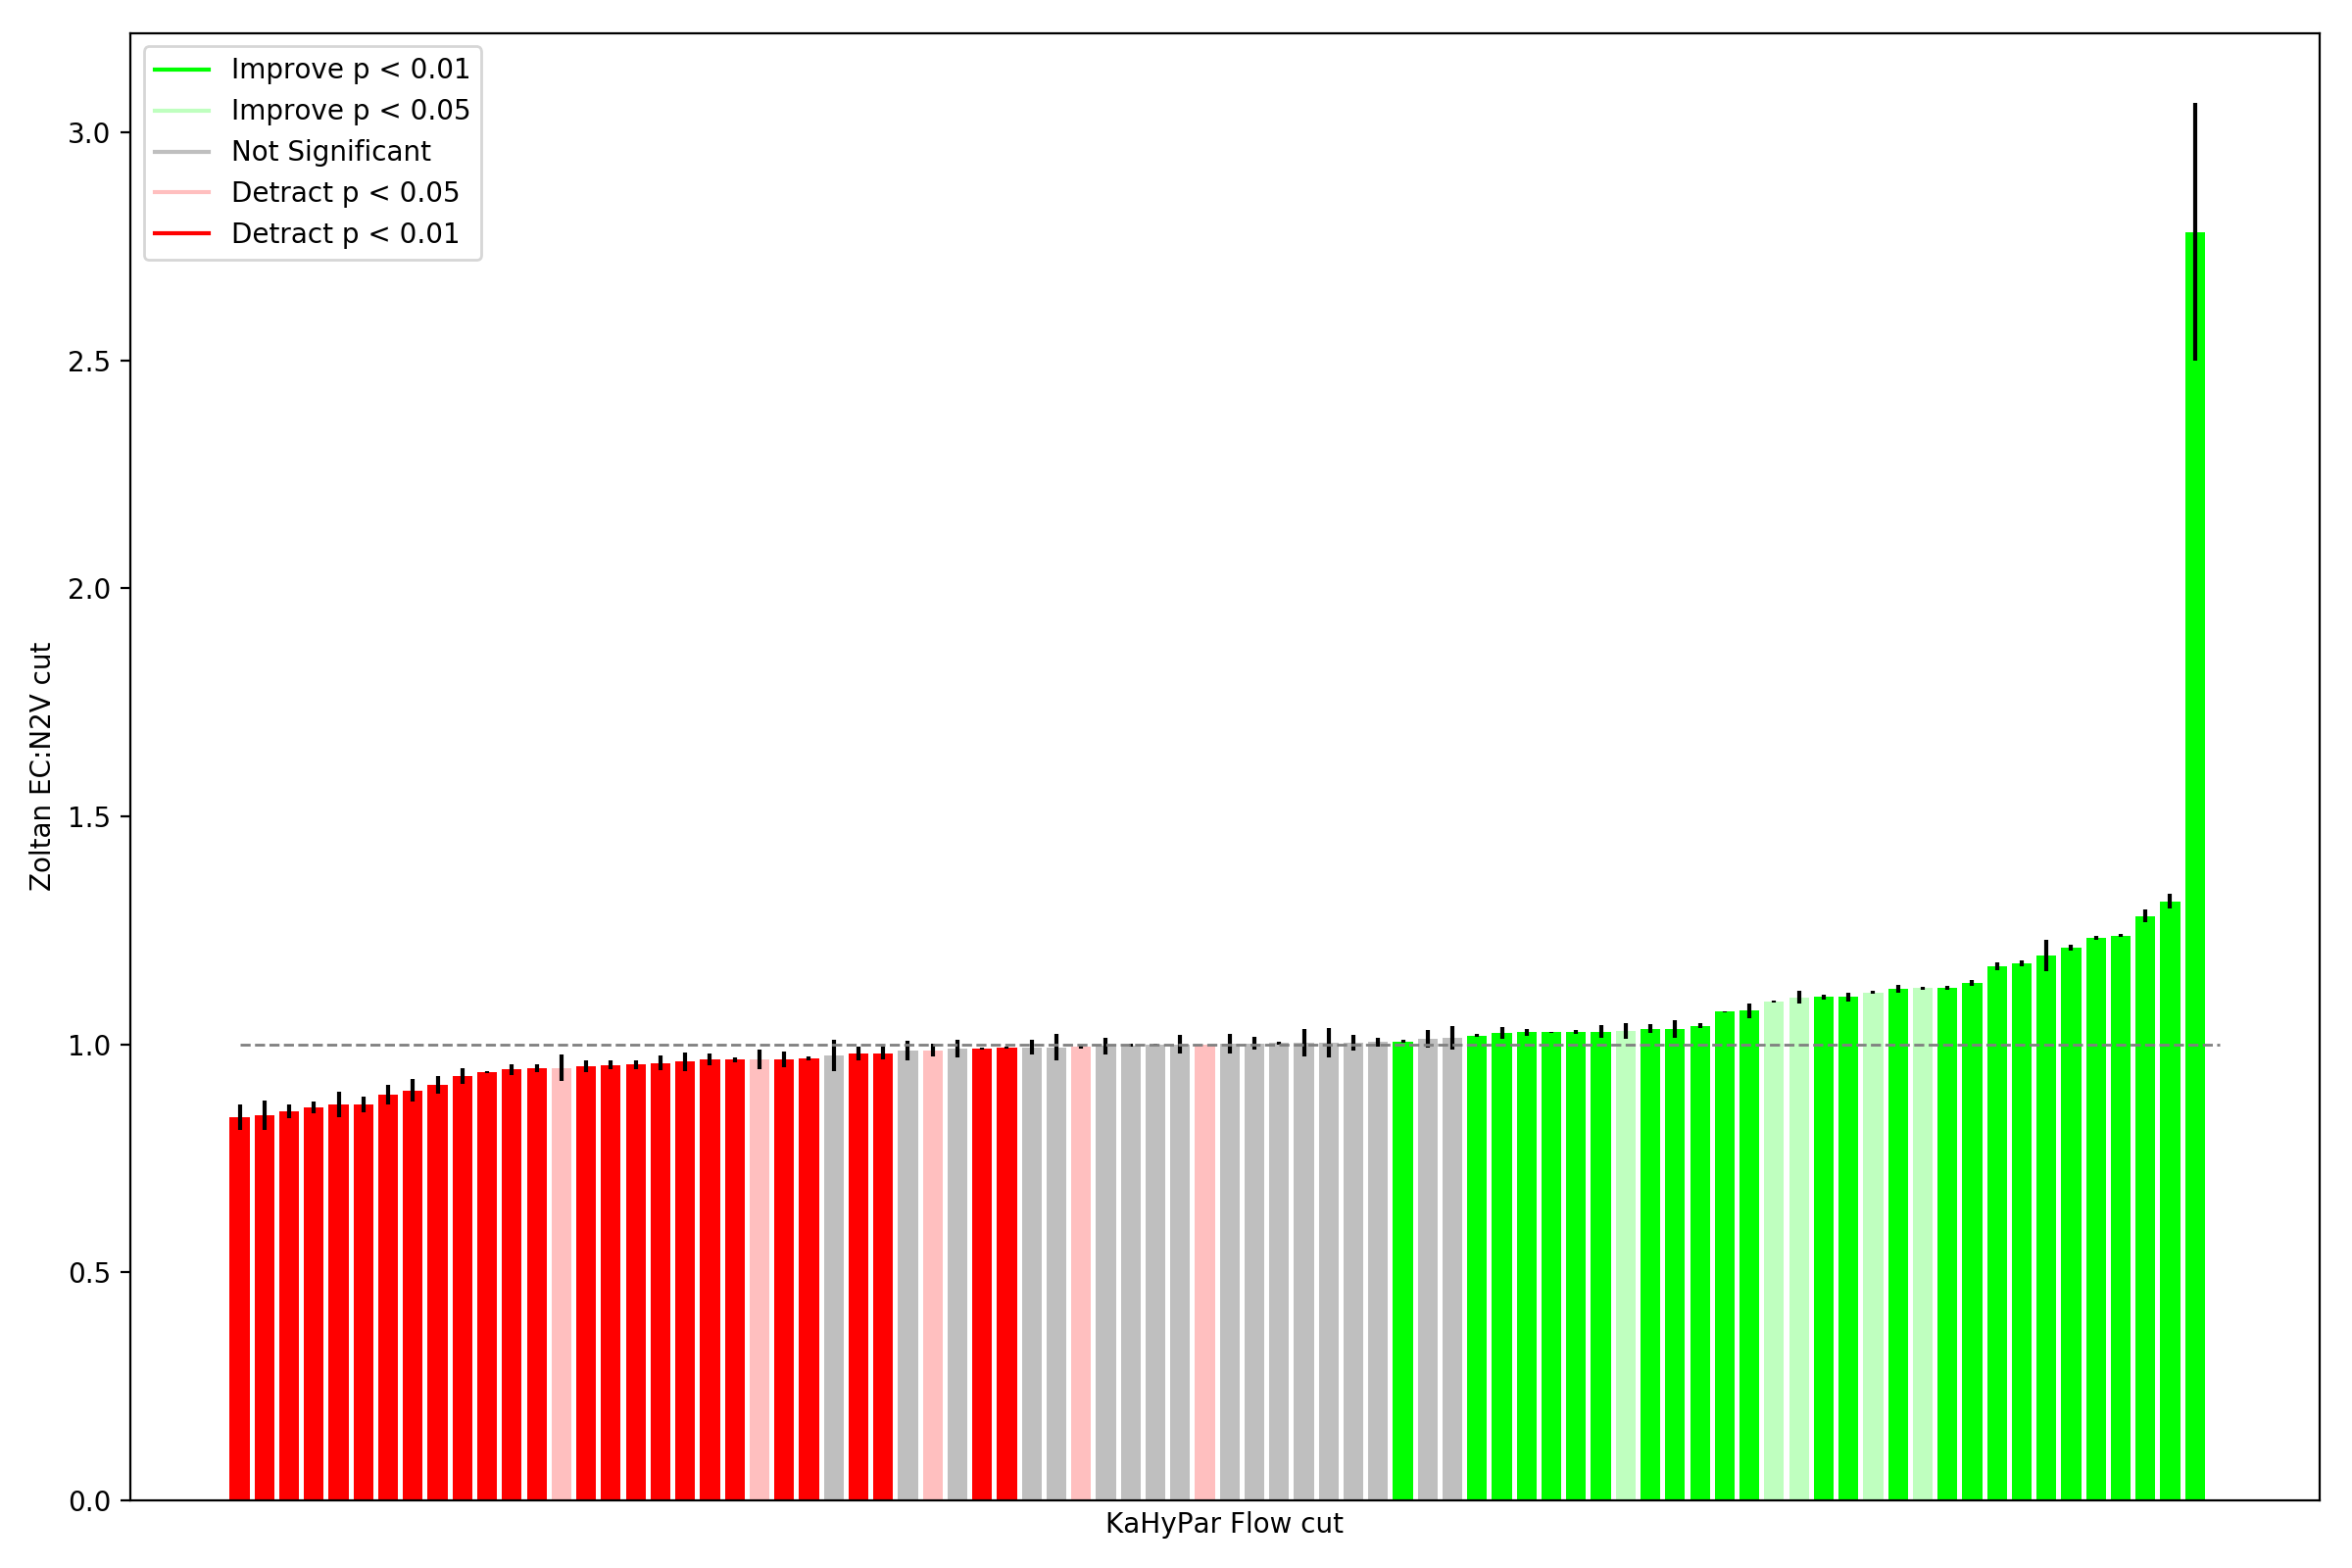 Improve p < 0.01
Improve p < 0.05
Not Significant
Detract p < 0.05
Detract p < 0.01
3.0
2.5
2.0
1.5
1.0
0.5
0.0
Zoltan EC:N2V cut
KaHyPar Flow cut